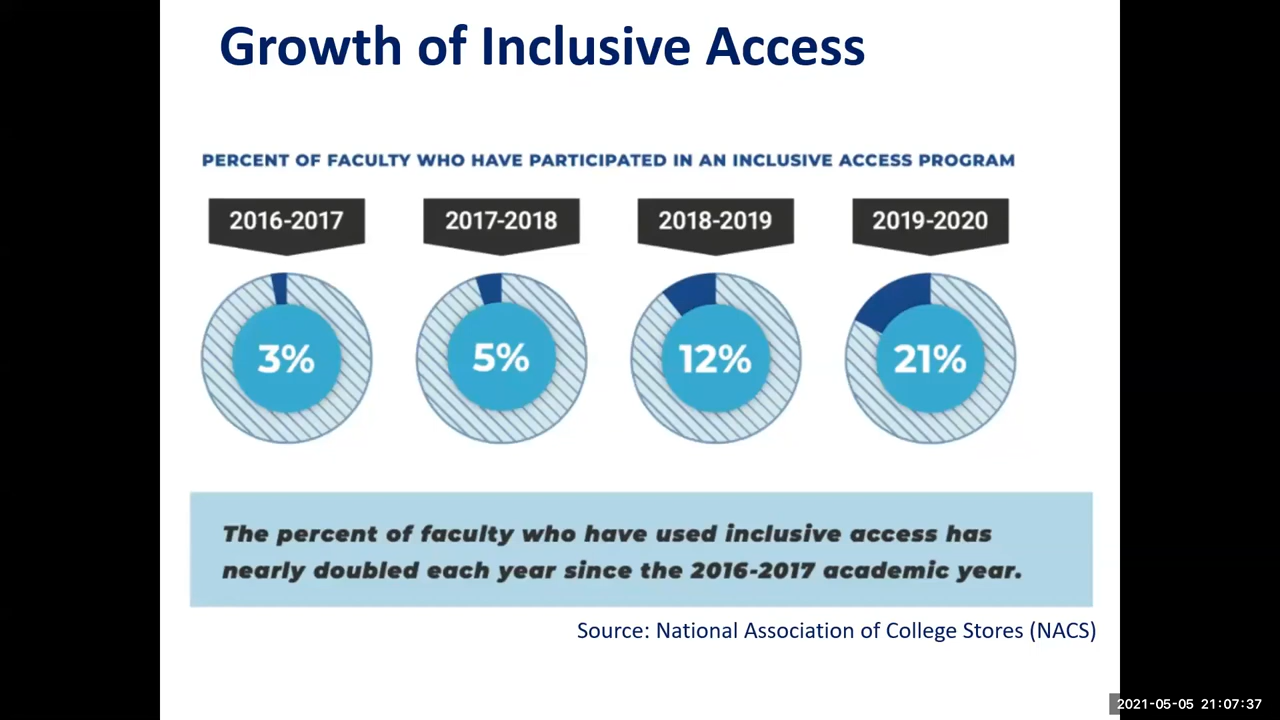 Growth of Inclusive Access
PERCENT OF FACULTY WHO HAVE PARTICIPATED IN AN INCLUSIVE ACCESS PROGRAM
2016-2017
2017-2018
2018-2019
2019-2020
3%
5%
12%
21%
The percent of faculty who have used inclusive access has
nearly doubled each year since the 2016-2017 academic year.
Source: National Association of College Stores (NACS)
2021-05-05 21:07:37